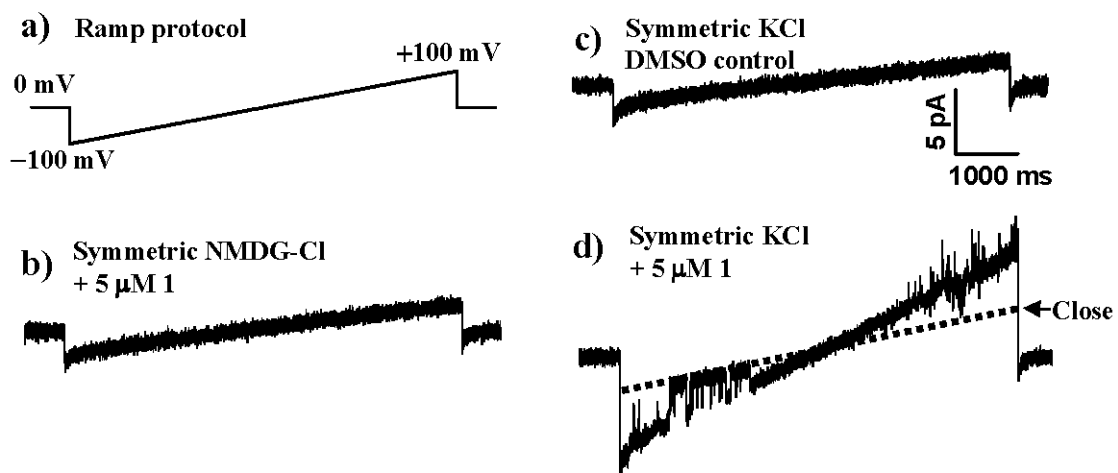 a) Ramp protocol
+100 mV
0 mV
−100 mV
b) Symmetric NMDG-Cl
+ 5 μM 1
c) Symmetric KCl
DMSO control
5 pA
1000 ms
d) Symmetric KCl
+ 5 μM 1
Close